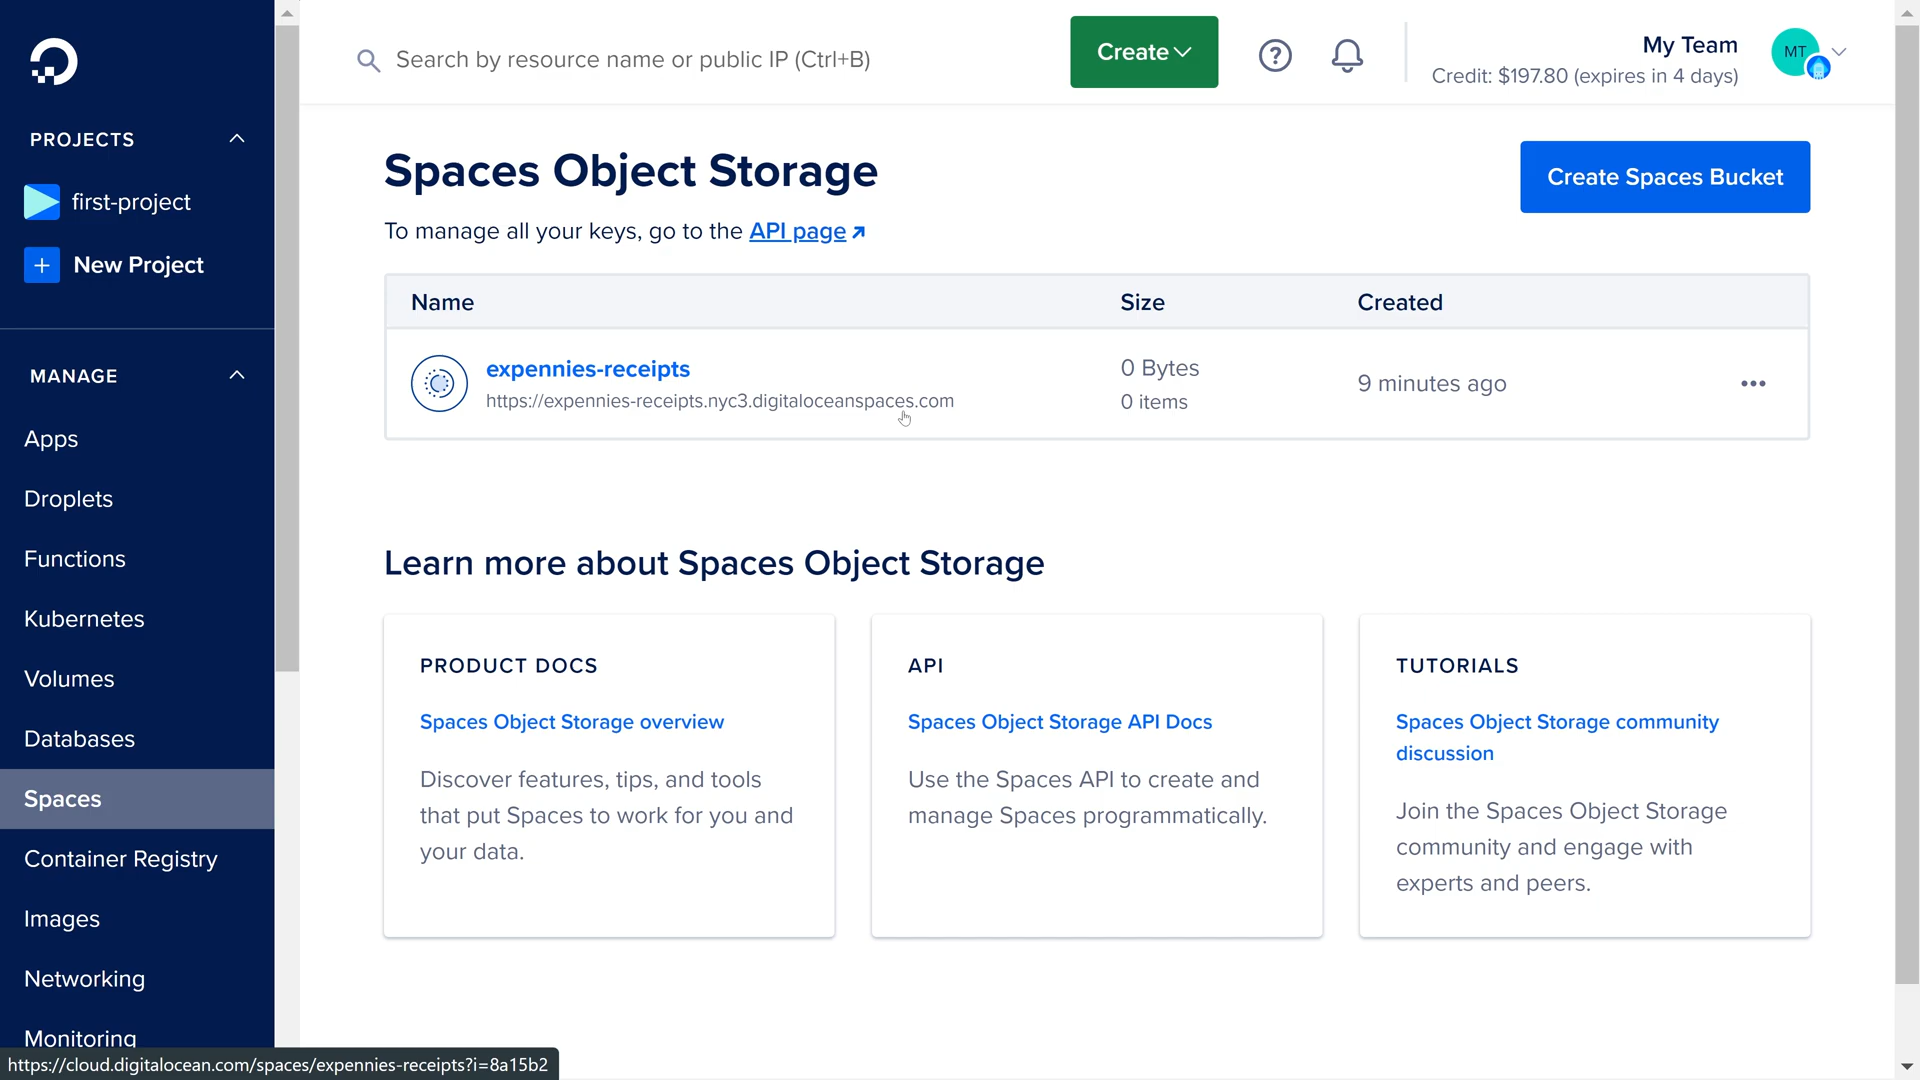 Search by resource name or public IP (Ctrl+B)
Create
My Team
Credit: $197.80 (expires in 4 days)
MT
PROJECTS
first-project
New Project
MANAGE
Apps
Droplets
Functions
Kubernetes
Volumes
Databases
Spaces
Container Registry
Images
Networking
Monitoring
Spaces Object Storage
Create Spaces Bucket
To manage all your keys, go to the API page
Name Size Created
expennies-receipts
https://expennies-receipts.nyc3.digitaloceanspaces.com
0 Bytes
0 items
9 minutes ago
Learn more about Spaces Object Storage
PRODUCT DOCS
Spaces Object Storage overview
Discover features, tips, and tools
that put Spaces to work for you and
your data.
API
Spaces Object Storage API Docs
Use the Spaces API to create and
manage Spaces programmatically.
TUTORIALS
Spaces Object Storage community
discussion
Join the Spaces Object Storage
community and engage with
experts and peers.
https://cloud.digitalocean.com/spaces/expennies-receipts?i=8a15b2